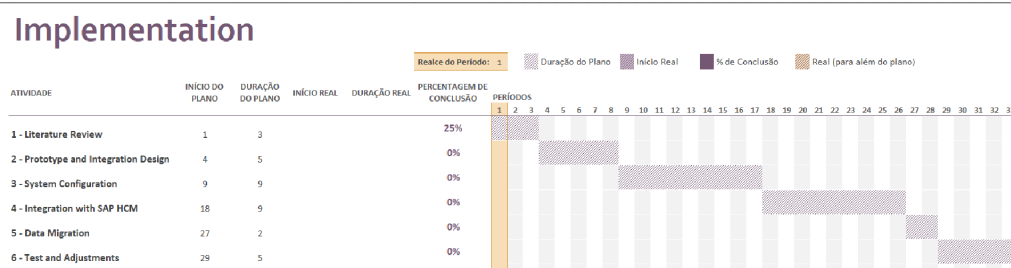 Implementation
Realce do Período: 1 Duração do Plano Início Real % de Conclusão Real (para além do plano)
ATIVIDADE INÍCIO DO PLANO DURAÇÃO DO PLANO INÍCIO REAL DURAÇÃO REAL PERCENTAGEM DE CONCLUSÃO PERÍODOS
1 2 3 4 5 6 7 8 9 10 11 12 13 14 15 16 17 18 19 20 21 22 23 24 25 26 27 28 29 30 31 32
1 - Literature Review 1 3 25%
2 - Prototype and Integration Design 4 5 0%
3 - System Configuration 9 9 0%
4 - Integration with SAP HCM 18 9 0%
5 - Data Migration 27 2 0%
6 - Test and Adjustments 29 5 0%